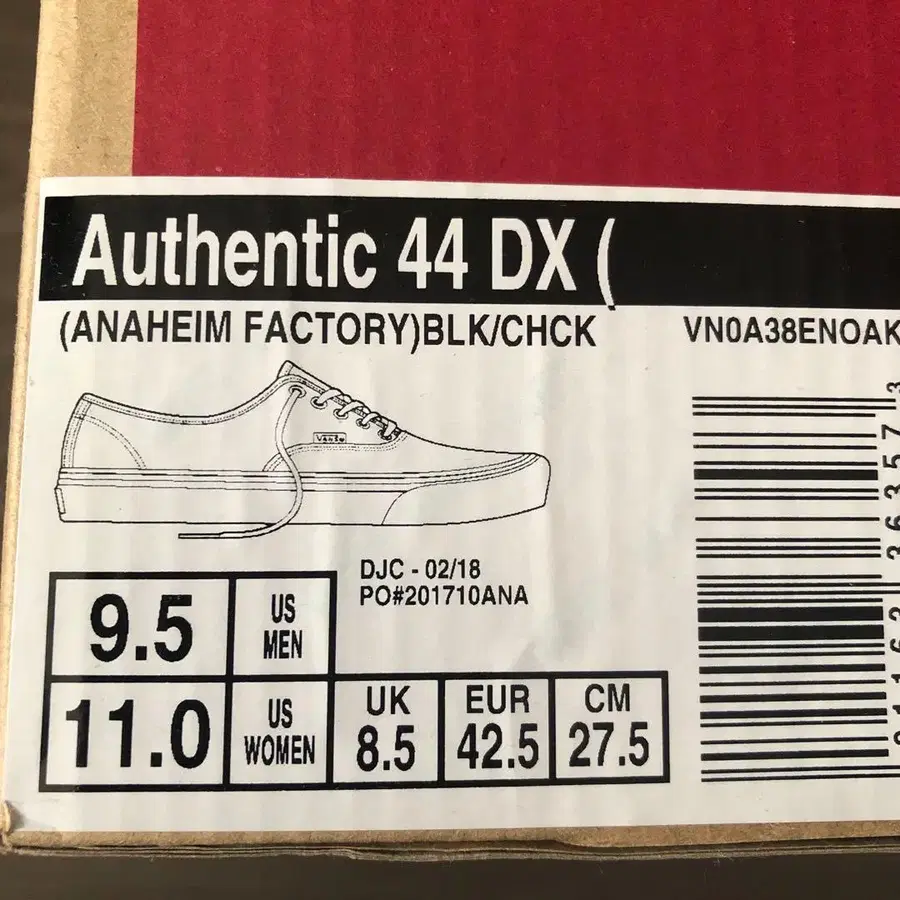 Authentic 44 DX (
(ANAHEIM FACTORY)BLK/CHCK
VN0A38ENOAK
VANS
DJC - 02/18
PO#201710ANA
9.5
US
MEN
11.0
US
WOMEN
UK
8.5
EUR
42.5
CM
27.5